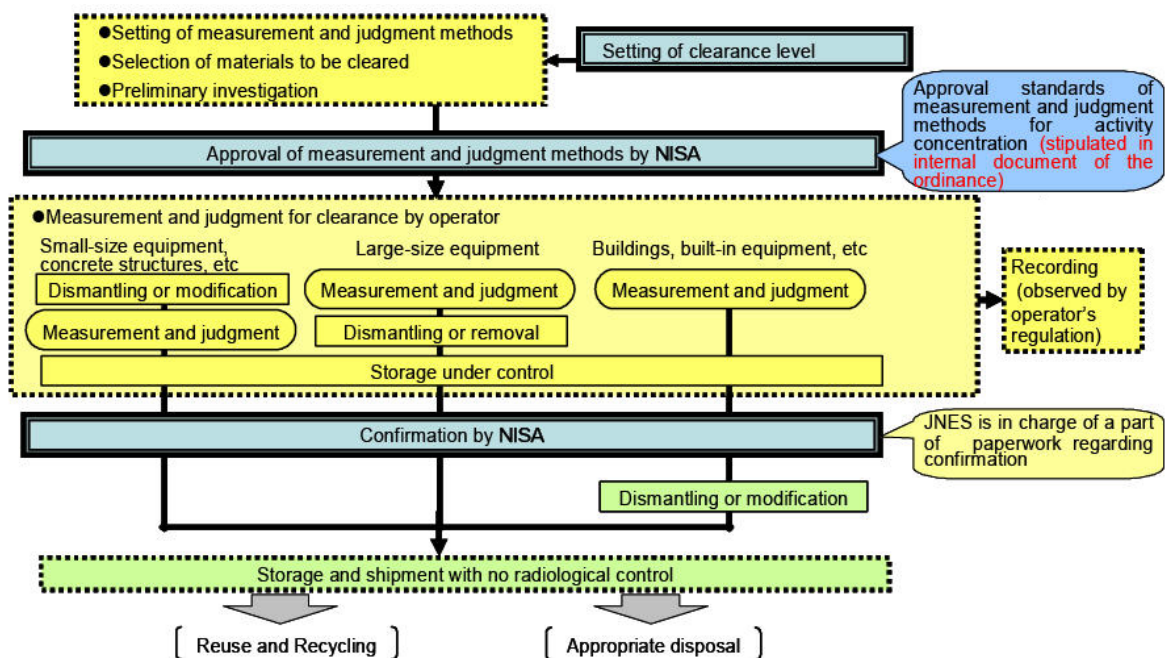 ●Setting of measurement and judgment methods
●Selection of materials to be cleared
●Preliminary investigation
Setting of clearance level
Approval standards of
measurement and judgment
methods for activity
concentration (stipulated in
internal document of the
ordinance)
Approval of measurement and judgment methods by NISA
●Measurement and judgment for clearance by operator
Small-size equipment,
concrete structures, etc
Dismantling or modification
Measurement and judgment
Large-size equipment
Measurement and judgment
Dismantling or removal
Buildings, built-in equipment, etc
Measurement and judgment
Storage under control
Recording
(observed by
operator's
regulation)
Confirmation by NISA
JNES is in charge of a part
of paperwork regarding
confirmation
Dismantling or modification
Storage and shipment with no radiological control
Reuse and Recycling
Appropriate disposal